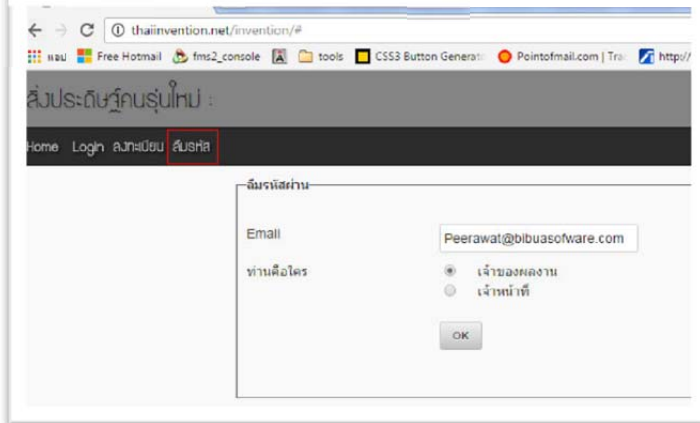 thaiinvention.net/invention/#
แอป Free Hotmail fms2_console tools CSS3 Button Generat Pointofmail.com | Tra http://
สิ่งประดิษฐ์คนรุ่นใหม่ :
Home Login ลงทะเบียน ลืมรหัส
ลืมรหัสผ่าน
Email Peerawat@bibuasofware.com
ท่านคือใคร เจ้าของผลงาน
เจ้าหน้าที่
OK